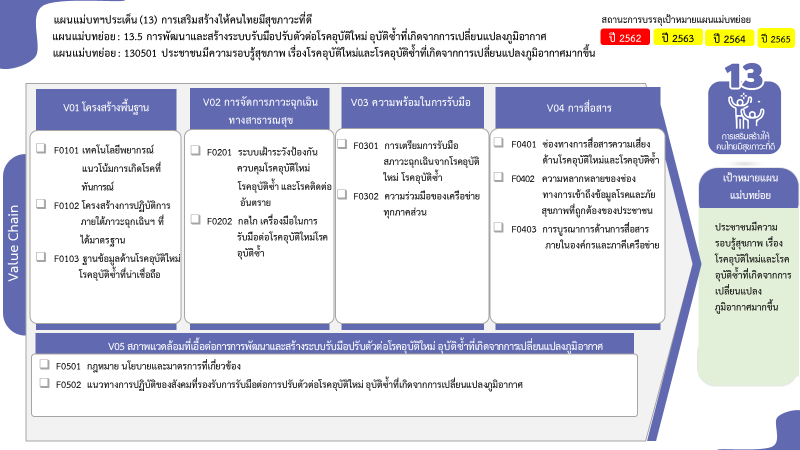 แผนแม่บทฯประเด็น (13) การเสริมสร้างให้คนไทยมีสุขภาวะที่ดี
แผนแม่บทย่อย : 13.5 การพัฒนาและสร้างระบบรับมือปรับตัวต่อโรคอุบัติใหม่ อุบัติซ้ำที่เกิดจากการเปลี่ยนแปลงภูมิอากาศ
แผนแม่บทย่อย : 130501 ประชาชนมีความรอบรู้สุขภาพ เรื่องโรคอุบัติใหม่และโรคอุบัติซ้ำที่เกิดจากการเปลี่ยนแปลงภูมิอากาศมากขึ้น
สถานะการบรรลุเป้าหมายแผนแม่บทย่อย
ปี 2562 ปี 2563 ปี 2564 ปี 2565
13
การเสริมสร้างให้
คนไทยมีสุขภาวะที่ดี
Value Chain
V01 โครงสร้างพื้นฐาน
F0101 เทคโนโลยีพยากรณ์
แนวโน้มการเกิดโรคที่
ทันการณ์
F0102 โครงสร้างการปฏิบัติการ
ภายใต้ภาวะฉุกเฉินฯ ที่
ได้มาตรฐาน
F0103 ฐานข้อมูลด้านโรคอุบัติใหม่
โรคอุบัติซ้ำที่น่าเชื่อถือ
V02 การจัดการภาวะฉุกเฉิน
ทางสาธารณสุข
F0201 ระบบเฝ้าระวังป้องกัน
ควบคุมโรคอุบัติใหม่
โรคอุบัติซ้ำ และโรคติดต่อ
อันตราย
F0202 กลไก เครื่องมือในการ
รับมือต่อโรคอุบัติใหม่โรค
อุบัติซ้ำ
V03 ความพร้อมในการรับมือ
F0301 การเตรียมการรับมือ
สภาวะฉุกเฉินจากโรคอุบัติ
ใหม่ โรคอุบัติซ้ำ
F0302 ความร่วมมือของเครือข่าย
ทุกภาคส่วน
V04 การสื่อสาร
F0401 ช่องทางการสื่อสารความเสี่ยง
ด้านโรคอุบัติใหม่และโรคอุบัติซ้ำ
F0402 ความหลากหลายของช่อง
ทางการเข้าถึงข้อมูลโรคและภัย
สุขภาพที่ถูกต้องของประชาชน
F0403 การบูรณาการด้านการสื่อสาร
ภายในองค์กรและภาคีเครือข่าย
เป้าหมายแผน
แม่บทย่อย
ประชาชนมีความ
รอบรู้สุขภาพ เรื่อง
โรคอุบัติใหม่และโรค
อุบัติซ้ำที่เกิดจากการ
เปลี่ยนแปลง
ภูมิอากาศมากขึ้น
V05 สภาพแวดล้อมที่เอื้อต่อการการพัฒนาและสร้างระบบรับมือปรับตัวต่อโรคอุบัติใหม่ อุบัติซ้ำที่เกิดจากการเปลี่ยนแปลงภูมิอากาศ
F0501 กฎหมาย นโยบายและมาตรการที่เกี่ยวข้อง
F0502 แนวทางการปฏิบัติของสังคมที่รองรับการรับมือต่อการปรับตัวต่อโรคอุบัติใหม่ อุบัติซ้ำที่เกิดจากการเปลี่ยนแปลงภูมิอากาศ